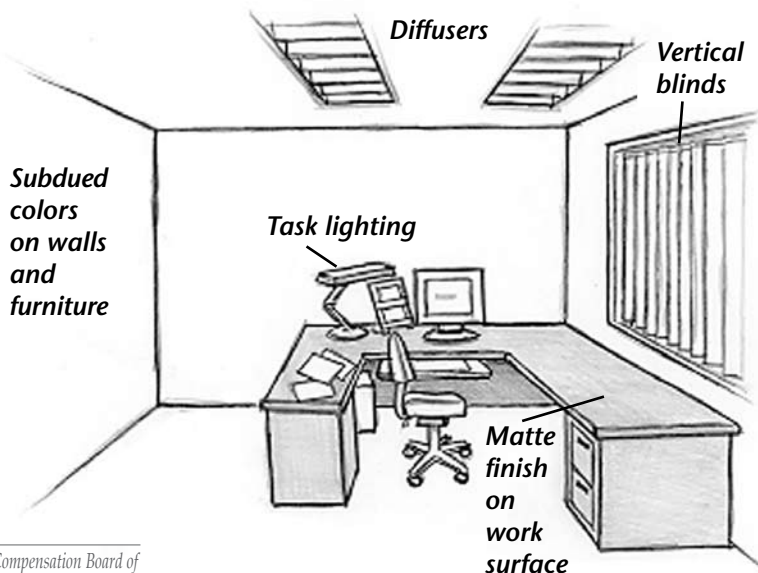 Diffusers
Vertical
blinds
Subdued
colors
on walls
and
furniture
Task lighting
Matte
finish
on
work
surface
Compensation Board of